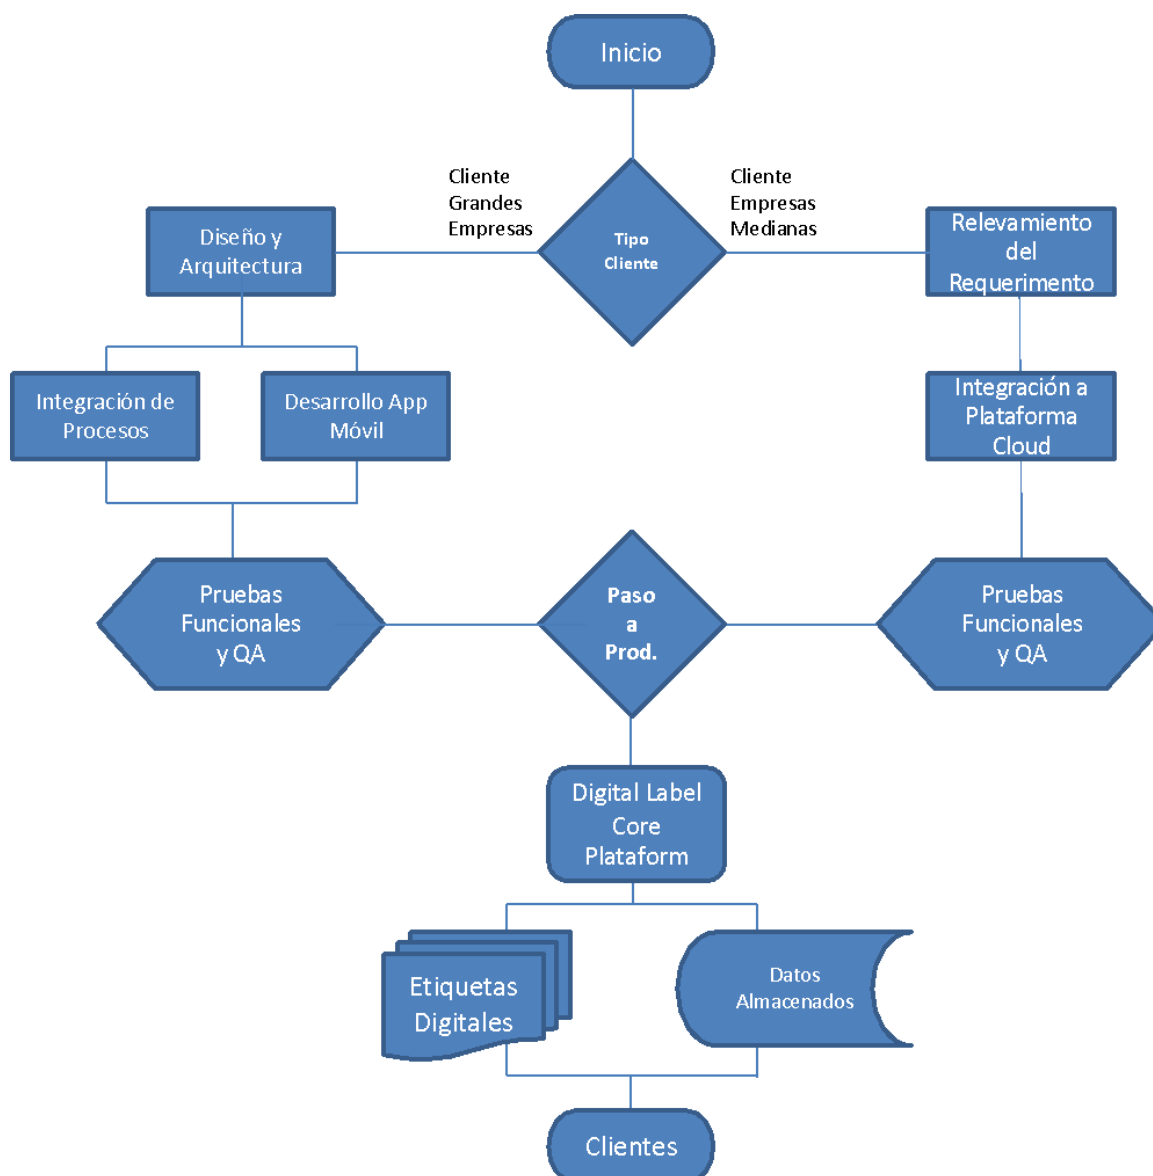 Inicio
Cliente
Grandes
Empresas
Cliente
Empresas
Medianas
Tipo
Cliente
Diseño y
Arquitectura
Relevamiento
del
Requerimento
Integración de
Procesos
Desarrollo App
Móvil
Integración a
Plataforma
Cloud
Pruebas
Funcionales
y QA
Paso
a
Prod.
Pruebas
Funcionales
y QA
Digital Label
Core
Plataform
Etiquetas
Digitales
Datos
Almacenados
Clientes